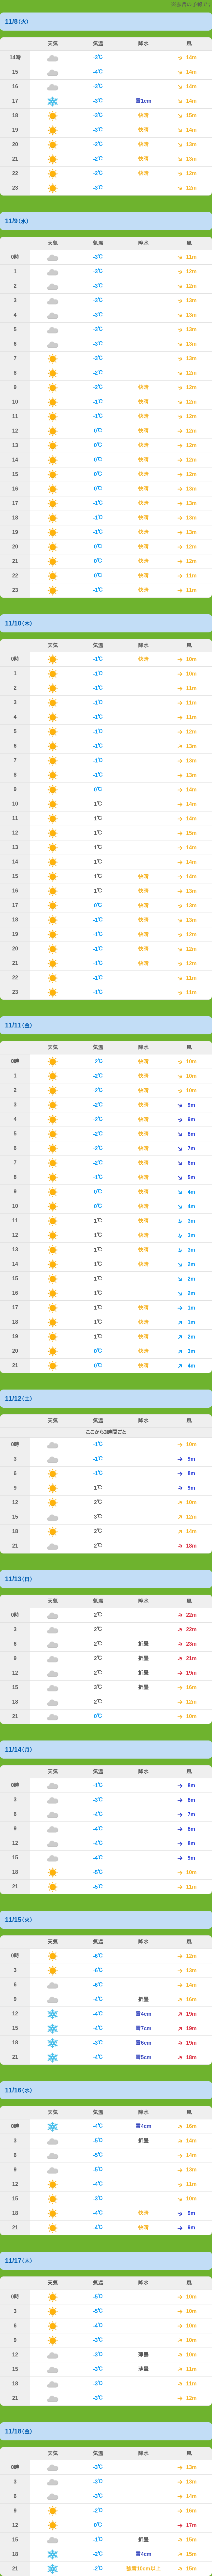 11/8（火）
天気 気温 降水 風
14時 -3℃ 14m
15 -4℃ 14m
16 -3℃ 14m
17 -3℃ 雪1cm 14m
18 -3℃ 快晴 15m
19 -3℃ 快晴 14m
20 -2℃ 快晴 13m
21 -2℃ 快晴 13m
22 -2℃ 快晴 12m
23 -3℃ 12m
11/9（水）
天気 気温 降水 風
0時 -3℃ 11m
1 -3℃ 12m
2 -3℃ 12m
3 -3℃ 13m
4 -3℃ 13m
5 -3℃ 13m
6 -3℃ 13m
7 -3℃ 13m
8 -2℃ 12m
9 -2℃ 快晴 12m
10 -1℃ 快晴 12m
11 -1℃ 快晴 12m
12 0℃ 快晴 12m
13 0℃ 快晴 12m
14 0℃ 快晴 12m
15 0℃ 快晴 12m
16 0℃ 快晴 13m
17 -1℃ 快晴 13m
18 -1℃ 快晴 13m
19 -1℃ 快晴 13m
20 0℃ 快晴 12m
21 0℃ 快晴 12m
22 0℃ 快晴 11m
23 -1℃ 快晴 11m
11/10（木）
天気 気温 降水 風
0時 -1℃ 快晴 10m
1 -1℃ 10m
2 -1℃ 11m
3 -1℃ 11m
4 -1℃ 11m
5 -1℃ 12m
6 -1℃ 13m
7 -1℃ 13m
8 -1℃ 13m
9 0℃ 14m
10 1℃ 14m
11 1℃ 14m
12 1℃ 15m
13 1℃ 14m
14 1℃ 14m
15 1℃ 快晴 14m
16 1℃ 快晴 13m
17 0℃ 快晴 13m
18 -1℃ 快晴 13m
19 -1℃ 快晴 12m
20 -1℃ 快晴 12m
21 -1℃ 快晴 12m
22 -1℃ 11m
23 -1℃ 11m
11/11（金）
天気 気温 降水 風
0時 -2℃ 快晴 10m
1 -2℃ 快晴 10m
2 -2℃ 快晴 10m
3 -2℃ 快晴 9m
4 -2℃ 快晴 9m
5 -2℃ 快晴 8m
6 -2℃ 快晴 7m
7 -2℃ 快晴 6m
8 -1℃ 快晴 5m
9 0℃ 快晴 4m
10 0℃ 快晴 4m
11 1℃ 快晴 3m
12 1℃ 快晴 3m
13 1℃ 快晴 3m
14 1℃ 快晴 2m
15 1℃ 2m
16 1℃ 2m
17 1℃ 快晴 1m
18 1℃ 快晴 1m
19 1℃ 快晴 2m
20 0℃ 快晴 3m
21 0℃ 快晴 4m
11/12（土）
天気 気温 降水 風
ここから3時間ごと
0時 -1℃ 10m
3 -1℃ 9m
6 -1℃ 8m
9 1℃ 9m
12 2℃ 10m
15 3℃ 12m
18 2℃ 14m
21 2℃ 18m
11/13（日）
天気 気温 降水 風
0時 2℃ 22m
3 2℃ 22m
6 2℃ 折曇 23m
9 2℃ 折曇 21m
12 2℃ 折曇 19m
15 3℃ 折曇 16m
18 2℃ 12m
21 0℃ 10m
11/14（月）
天気 気温 降水 風
0時 -1℃ 8m
3 -3℃ 8m
6 -4℃ 7m
9 -4℃ 8m
12 -4℃ 8m
15 -4℃ 9m
18 -5℃ 10m
21 -5℃ 11m
11/15（火）
天気 気温 降水 風
0時 -6℃ 12m
3 -6℃ 13m
6 -6℃ 14m
9 -4℃ 折曇 16m
12 -4℃ 雪4cm 19m
15 -4℃ 雪7cm 19m
18 -3℃ 雪6cm 19m
21 -4℃ 雪5cm 18m
11/16（水）
天気 気温 降水 風
0時 -4℃ 雪4cm 16m
3 -5℃ 折曇 14m
6 -5℃ 14m
9 -5℃ 13m
12 -4℃ 11m
15 -3℃ 10m
18 -4℃ 快晴 9m
21 -4℃ 快晴 9m
11/17（木）
天気 気温 降水 風
0時 -5℃ 10m
3 -5℃ 10m
6 -4℃ 10m
9 -3℃ 10m
12 -3℃ 薄曇 10m
15 -3℃ 薄曇 11m
18 -3℃ 11m
21 -3℃ 12m
11/18（金）
天気 気温 降水 風
0時 -3℃ 13m
3 -3℃ 13m
6 -3℃ 14m
9 -2℃ 16m
12 0℃ 17m
15 -1℃ 折曇 15m
18 -2℃ 雪4cm 15m
21 -2℃ 強雪10cm以上 15m